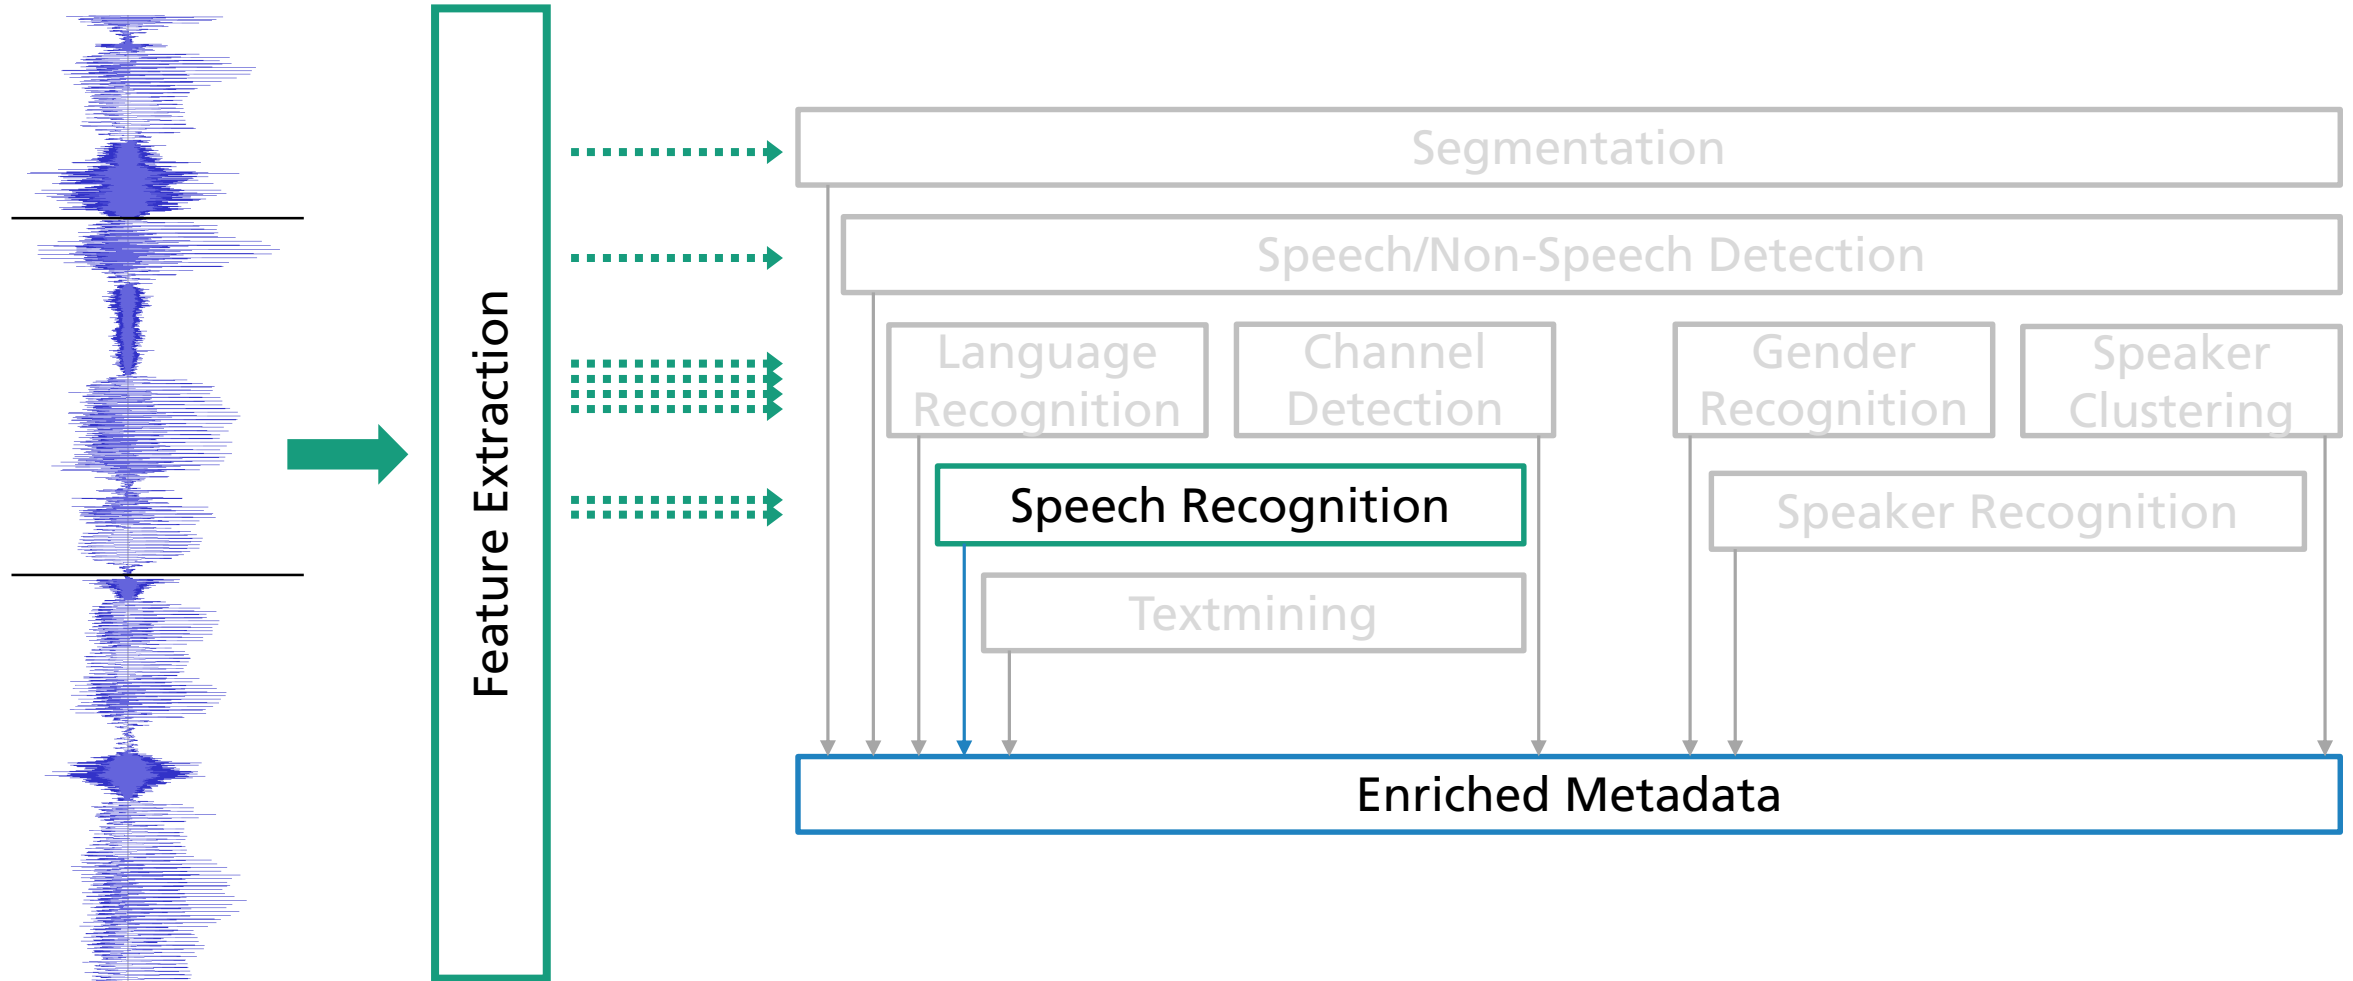 Feature Extraction
Segmentation
Speech/Non-Speech Detection
Language
Recognition
Channel
Detection
Gender
Recognition
Speaker
Clustering
Speech Recognition
Speaker Recognition
Textmining
Enriched Metadata